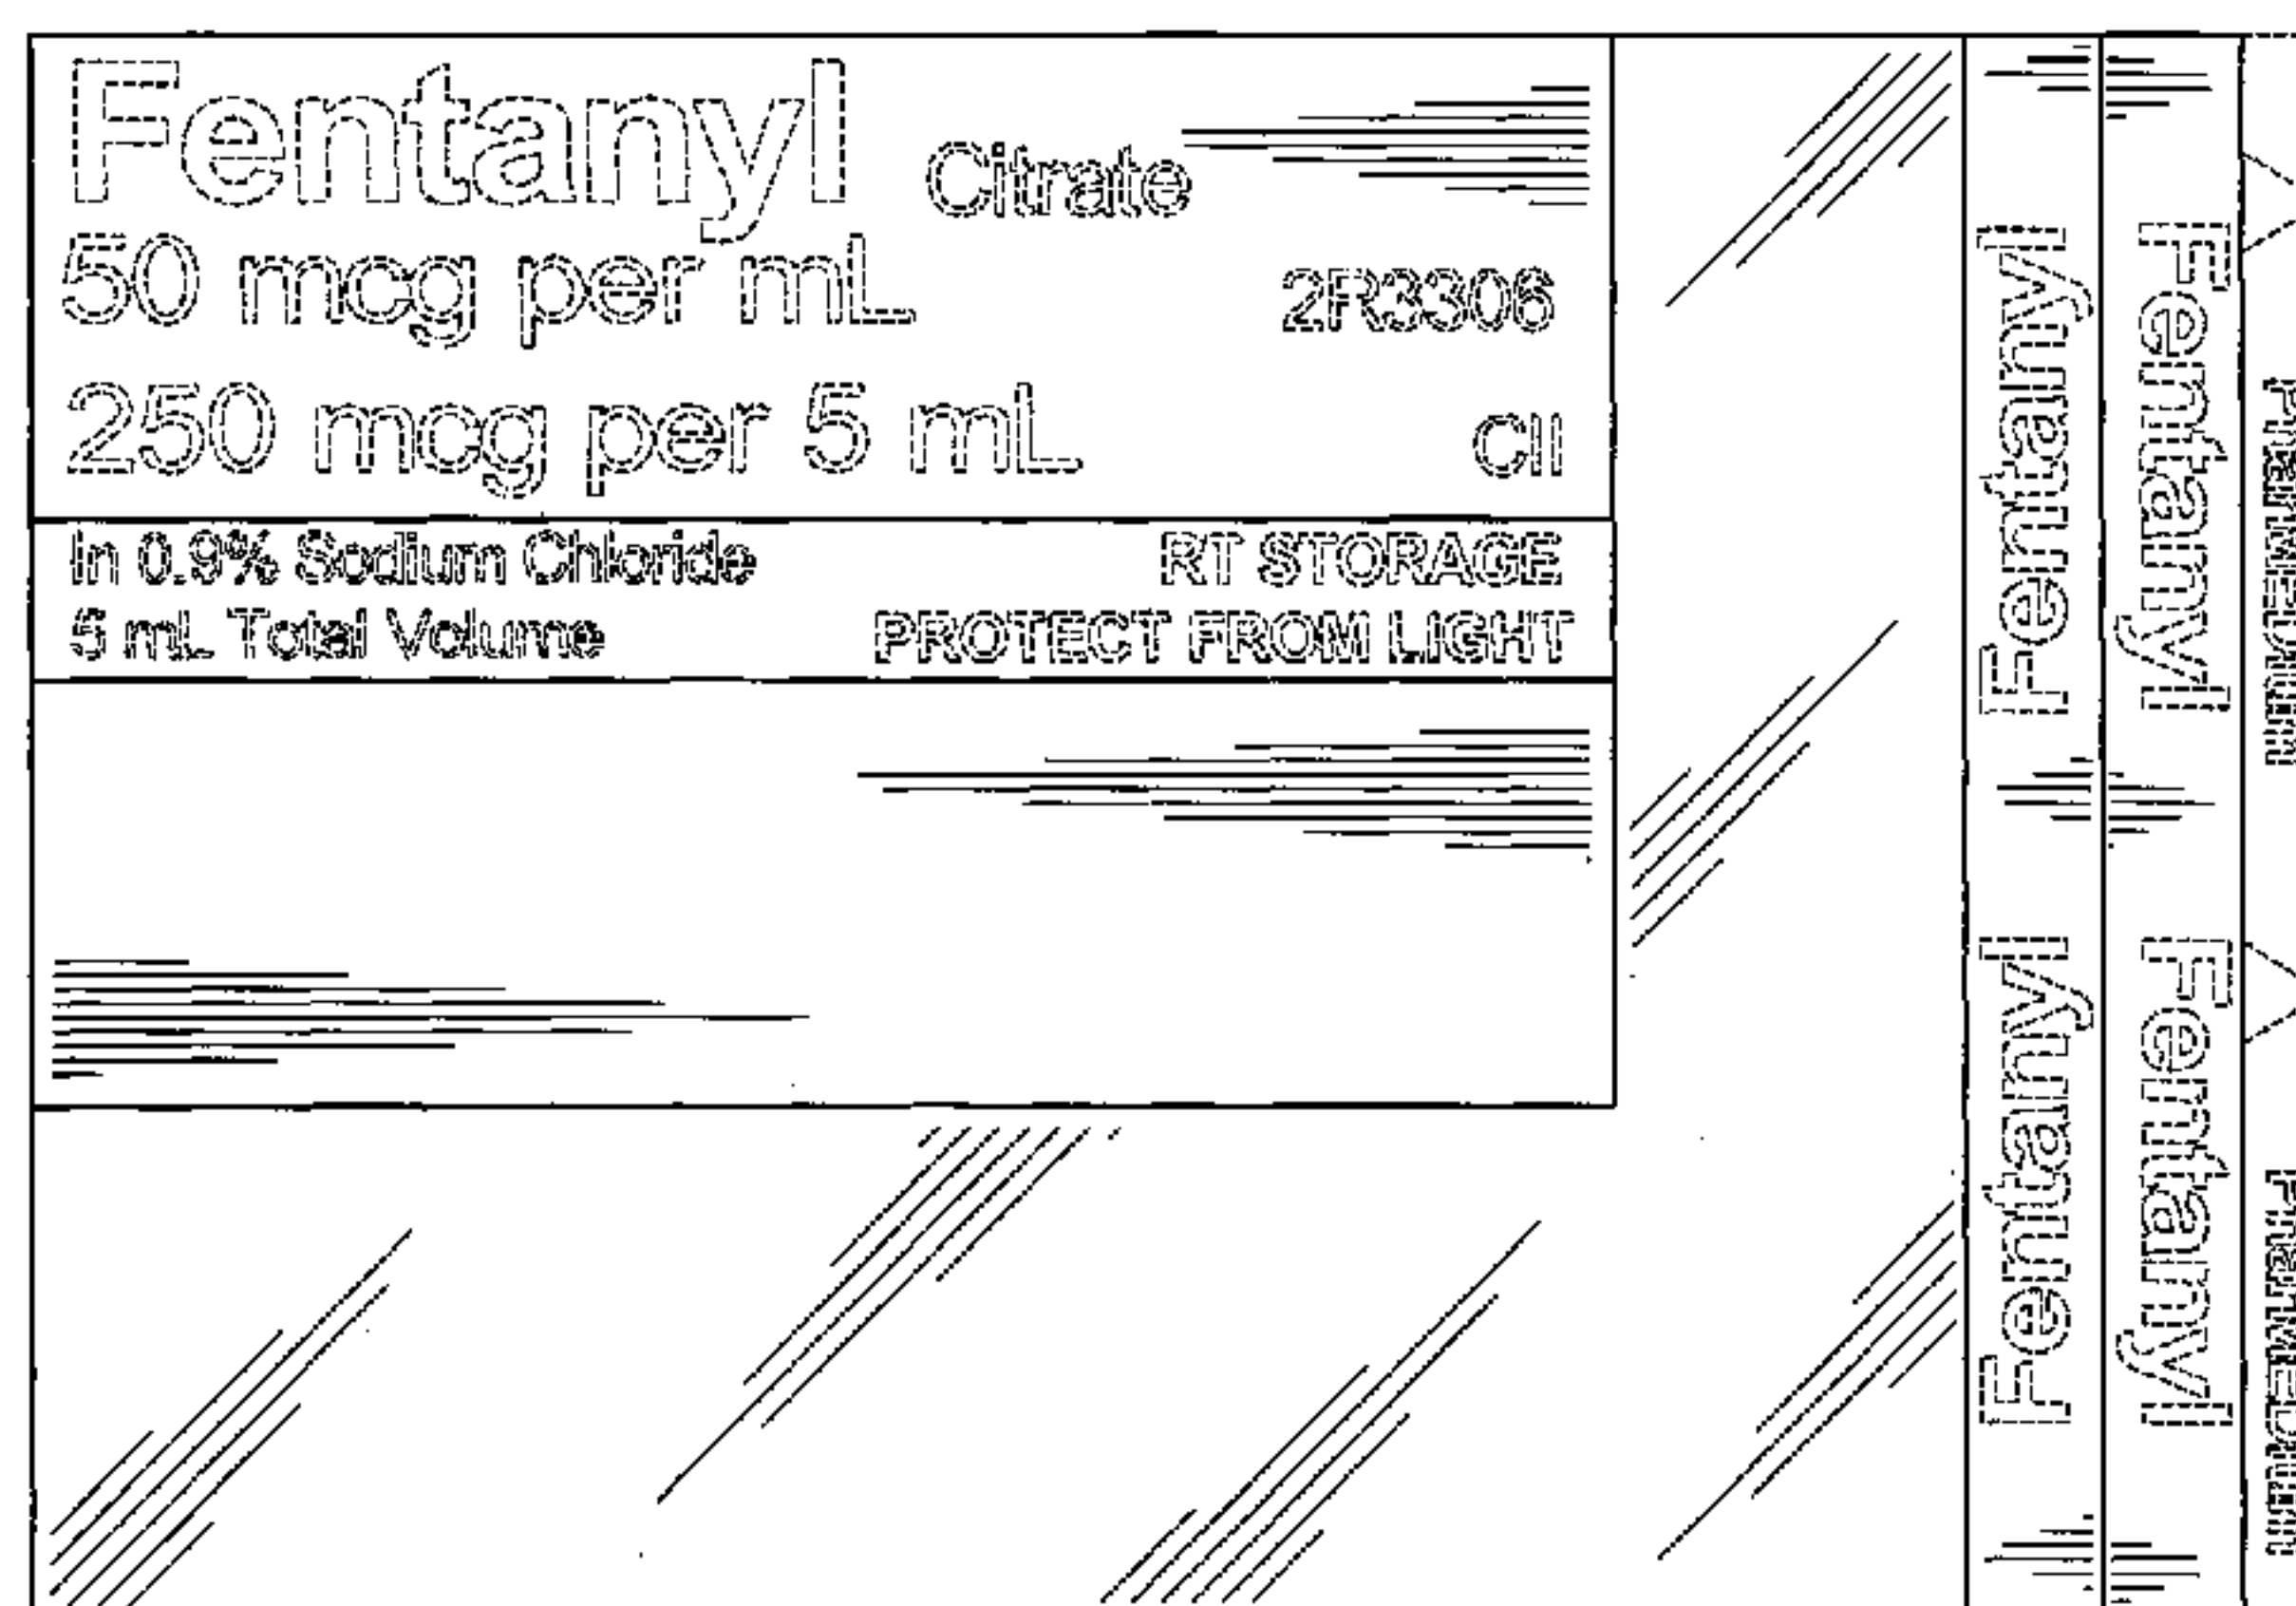 Fentanyl Citrate
50 mcg per mL 2R3306
250 mcg per 5 mL CII
In 0.9% Sodium Chloride RT STORAGE
5 mL Total Volume PROTECT FROM LIGHT
Fentanyl
Fentanyl
Fentanyl
Fentanyl